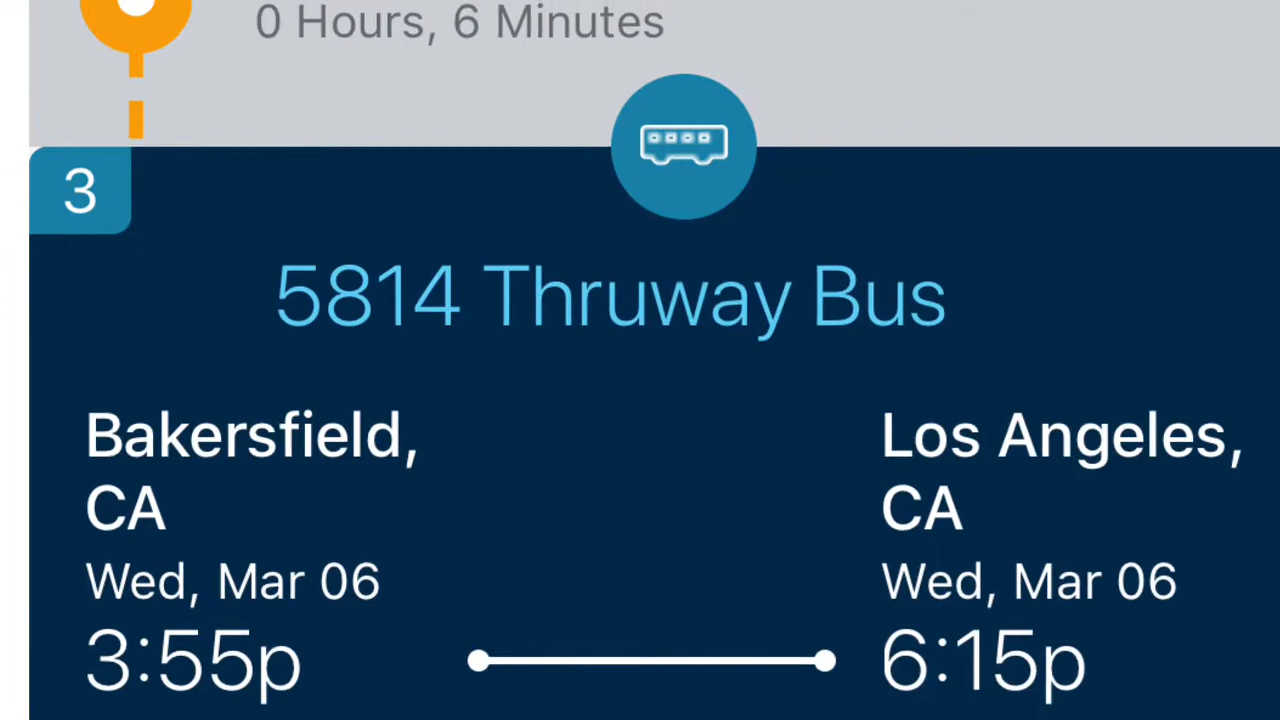 0 Hours, 6 Minutes
3
5814 Thruway Bus
Bakersfield,
CA
Wed, Mar 06
3:55p
Los Angeles,
CA
Wed, Mar 06
6:15p